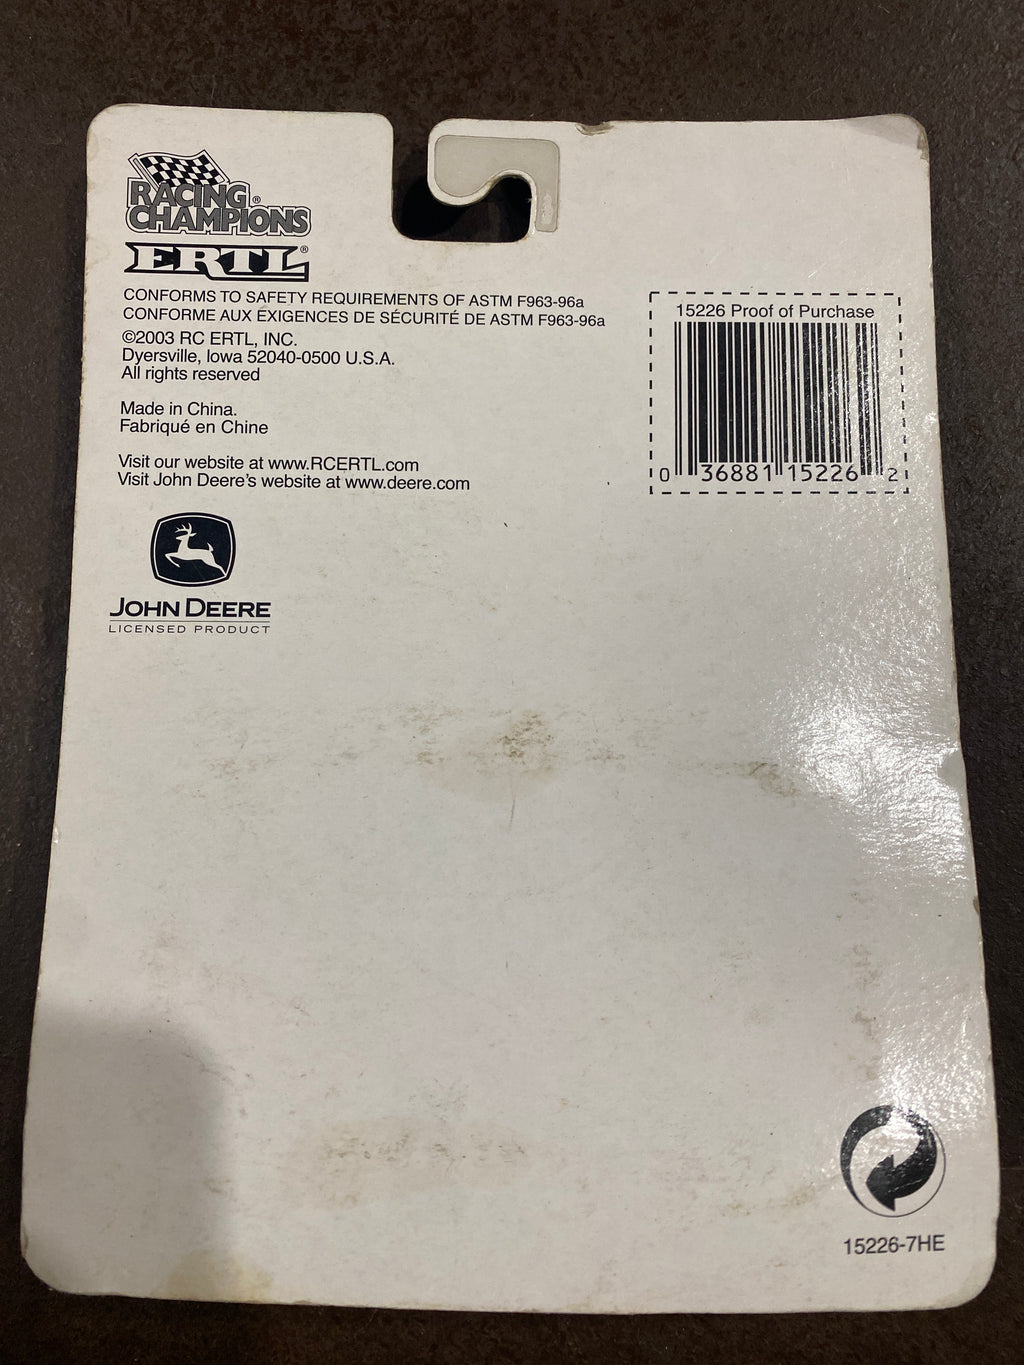 RACING®
CHAMPIONS
ERTL®
CONFORMS TO SAFETY REQUIREMENTS OF ASTM F963-96a
CONFORME AUX EXIGENCES DE SÉCURITÉ DE ASTM F963-96a
©2003 RC ERTL, INC.
Dyersville, Iowa 52040-0500 U.S.A.
All rights reserved
Made in China.
Fabriqué en Chine
Visit our website at www.RCERTL.com
Visit John Deere's website at www.deere.com
JOHN DEERE
LICENSED PRODUCT
15226 Proof of Purchase
0 36881 15226 2
15226-7HE